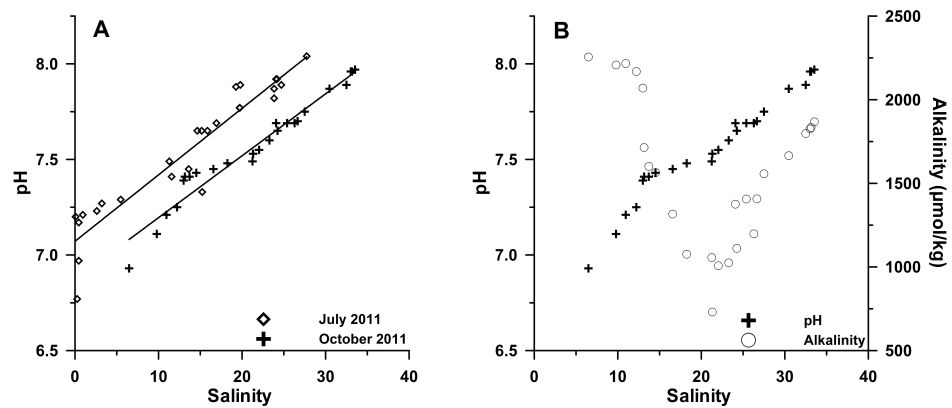 A
8.0
7.5
7.0
6.5
pH
0
10
20
30
40
Salinity
July 2011
October 2011
B
8.0
7.5
7.0
6.5
pH
2500
2000
1500
1000
500
Alkalinity (µmol/kg)
0
10
20
30
40
Salinity
pH
Alkalinity